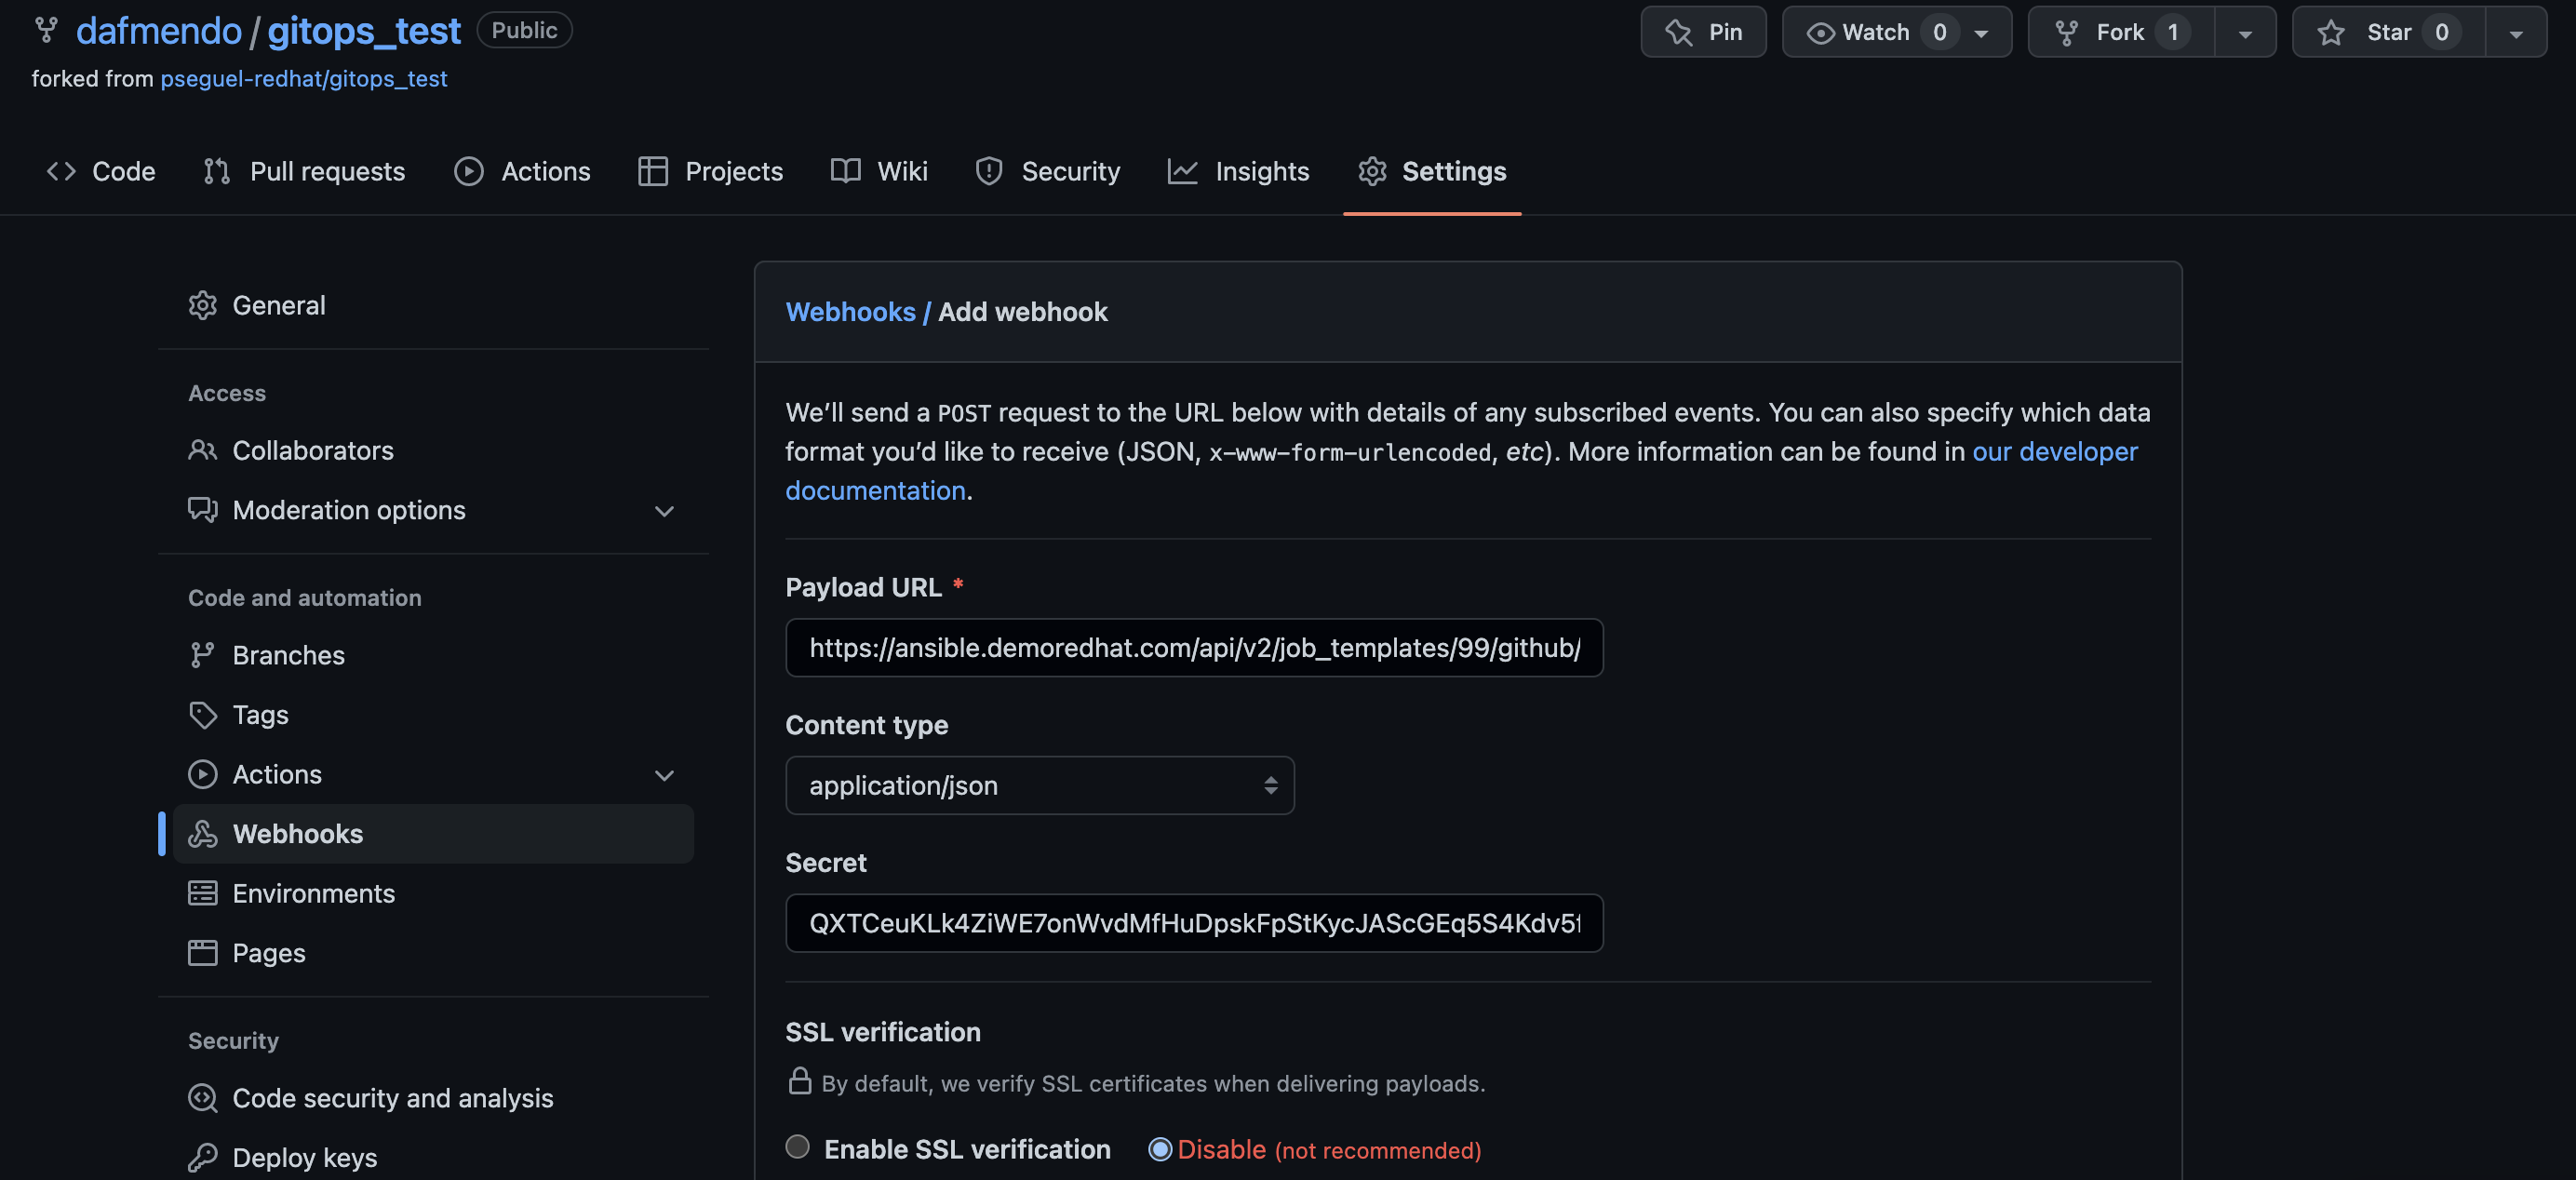 dafmendo / gitops_test Public
Pin Watch 0 Fork 1 Star 0
forked from pseguel-redhat/gitops_test
Code Pull requests Actions Projects Wiki Security Insights Settings
General
Access
Collaborators
Moderation options
Code and automation
Branches
Tags
Actions
Webhooks
Environments
Pages
Security
Code security and analysis
Deploy keys
Webhooks / Add webhook
We’ll send a POST request to the URL below with details of any subscribed events. You can also specify which data
format you’d like to receive (JSON, x-www-form-urlencoded, etc). More information can be found in our developer
documentation.
Payload URL *
https://ansible.demoredhat.com/api/v2/job_templates/99/github/
Content type
application/json
Secret
QXTCeuKLk4ZiWE7onWvdMfHuDpskFpStKycJAScGEq5S4Kdv5f
SSL verification
By default, we verify SSL certificates when delivering payloads.
Enable SSL verification Disable (not recommended)